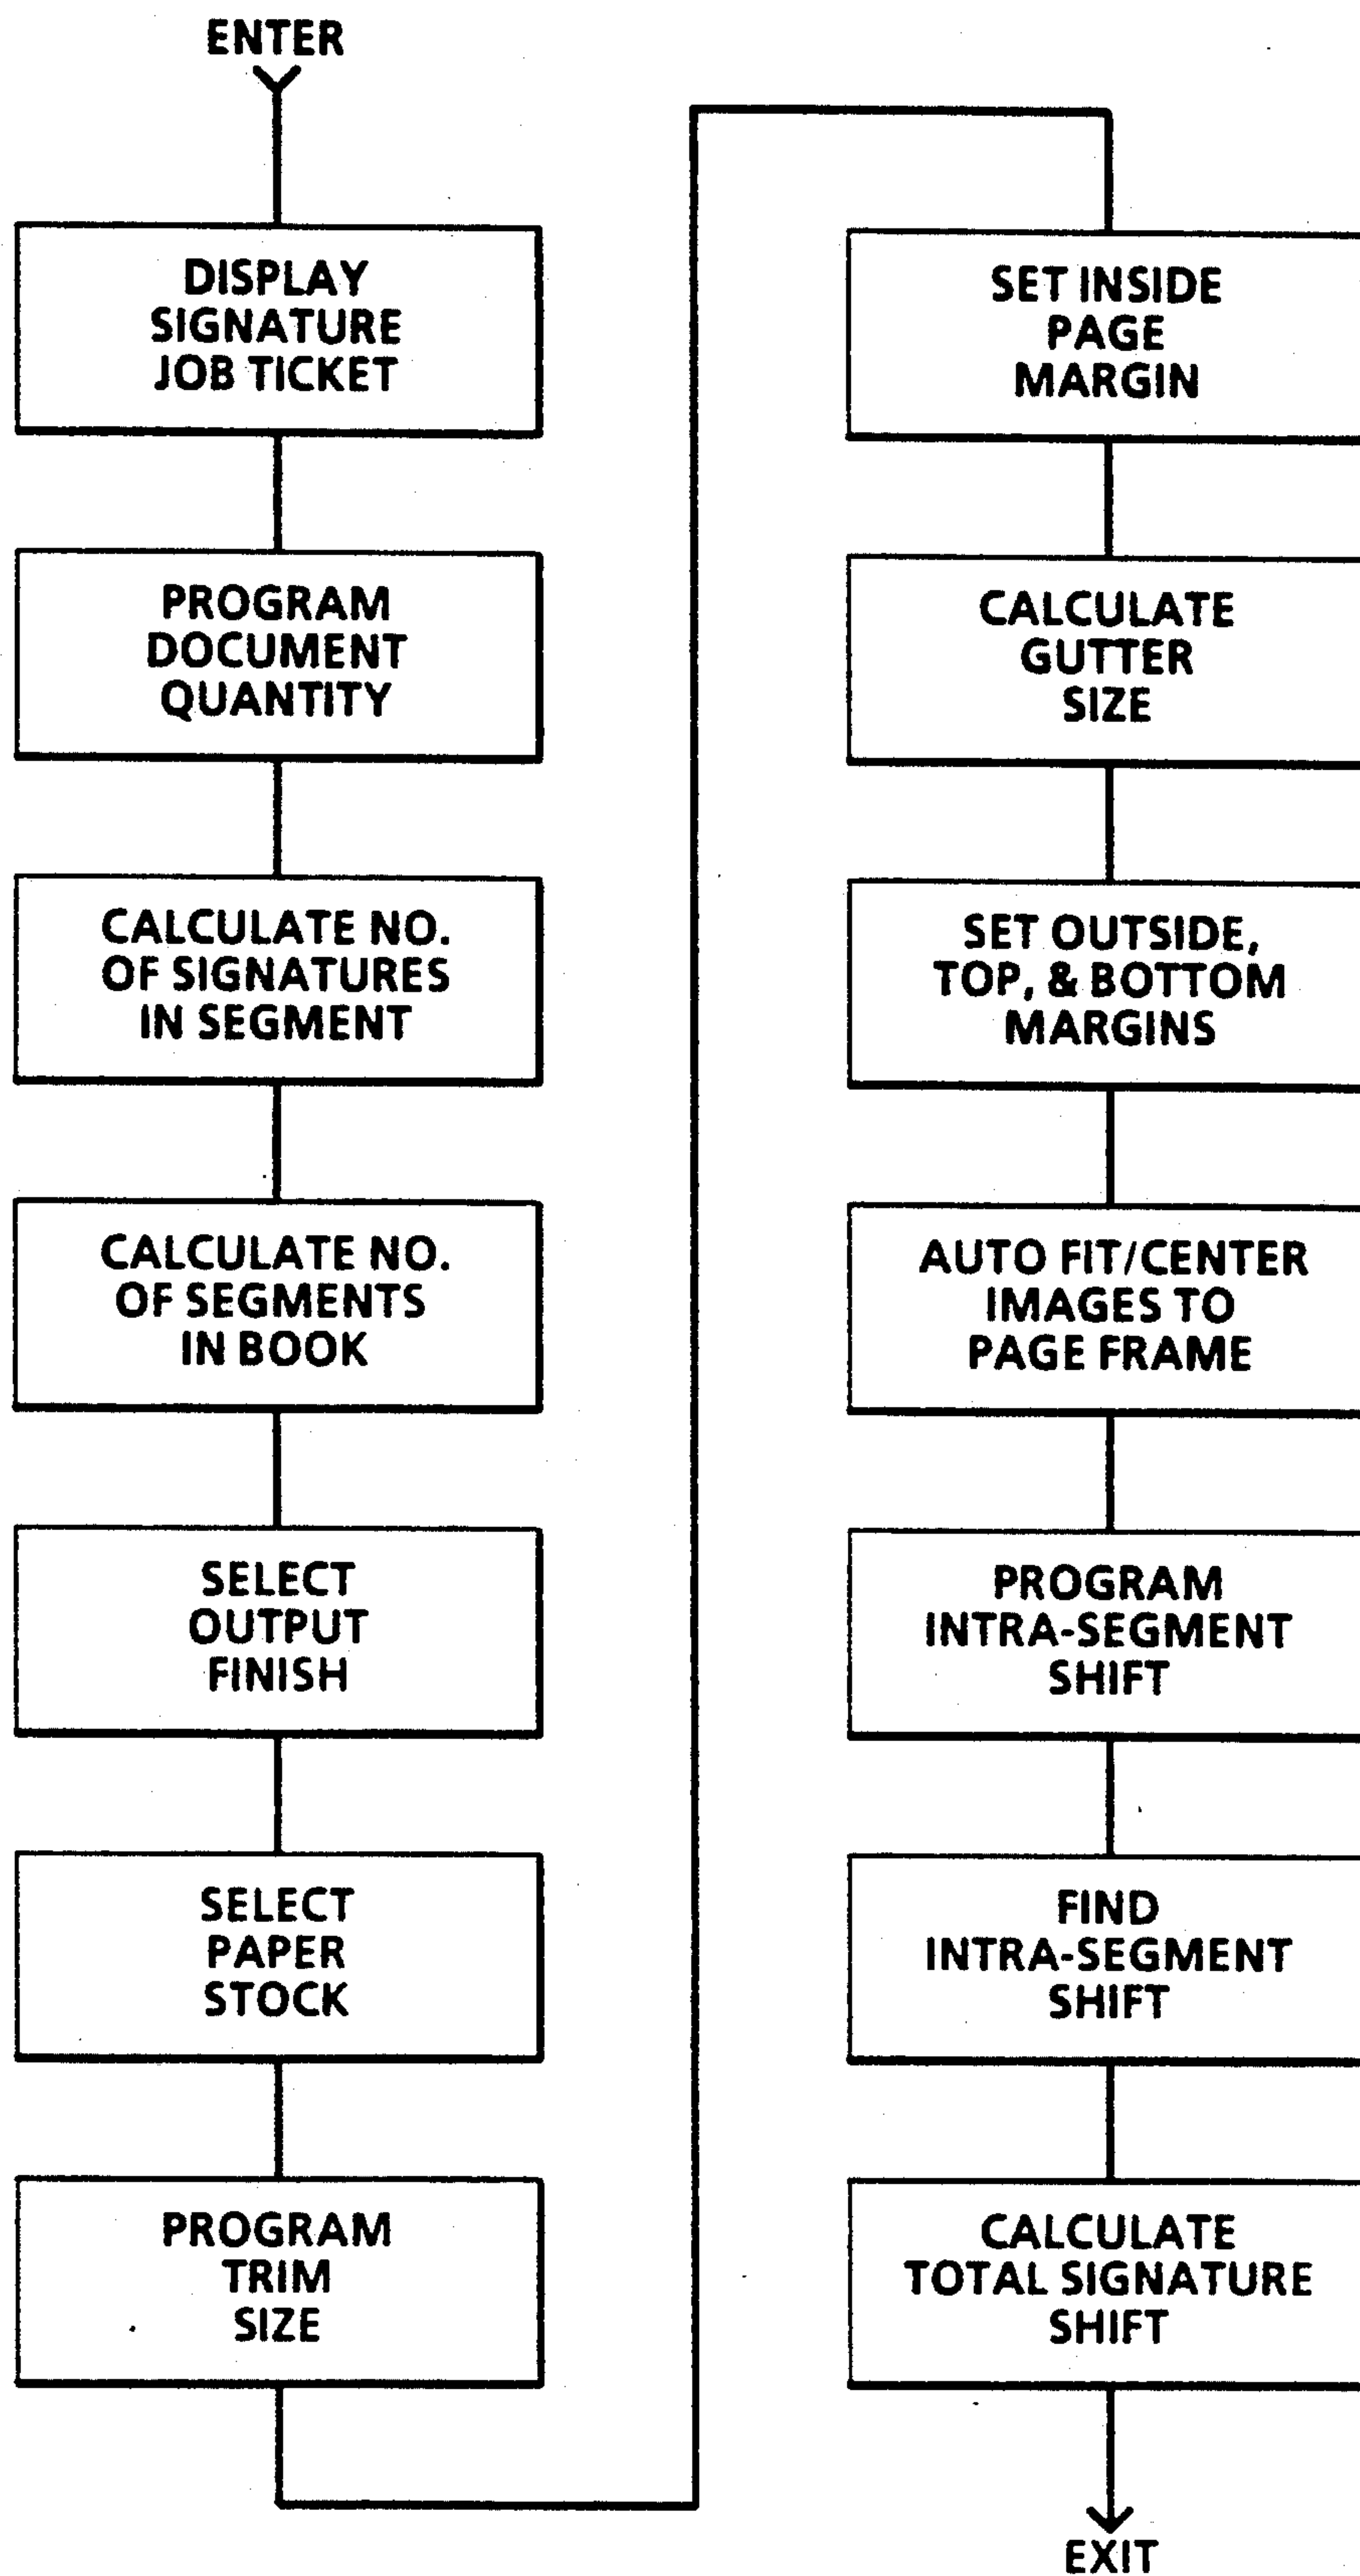 ENTER
DISPLAY
SIGNATURE
JOB TICKET
PROGRAM
DOCUMENT
QUANTITY
CALCULATE NO.
OF SIGNATURES
IN SEGMENT
CALCULATE NO.
OF SEGMENTS
IN BOOK
SELECT
OUTPUT
FINISH
SELECT
PAPER
STOCK
PROGRAM
TRIM
SIZE
SET INSIDE
PAGE
MARGIN
CALCULATE
GUTTER
SIZE
SET OUTSIDE,
TOP, & BOTTOM
MARGINS
AUTO FIT/CENTER
IMAGES TO
PAGE FRAME
PROGRAM
INTRA-SEGMENT
SHIFT
FIND
INTRA-SEGMENT
SHIFT
CALCULATE
TOTAL SIGNATURE
SHIFT
EXIT